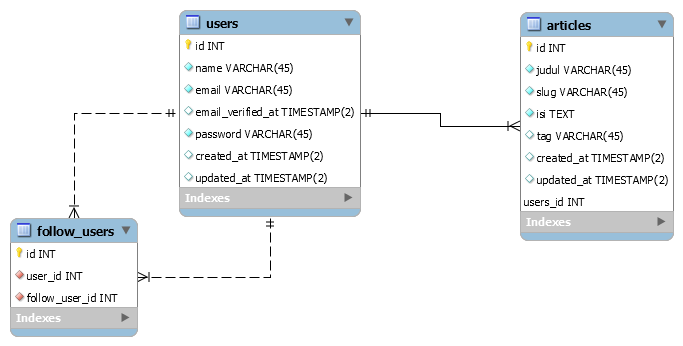 users
id INT
name VARCHAR(45)
email VARCHAR(45)
email_verified_at TIMESTAMP(2)
password VARCHAR(45)
created_at TIMESTAMP(2)
updated_at TIMESTAMP(2)
Indexes
articles
id INT
judul VARCHAR(45)
slug VARCHAR(45)
isi TEXT
tag VARCHAR(45)
created_at TIMESTAMP(2)
updated_at TIMESTAMP(2)
users_id INT
Indexes
follow_users
id INT
user_id INT
follow_user_id INT
Indexes